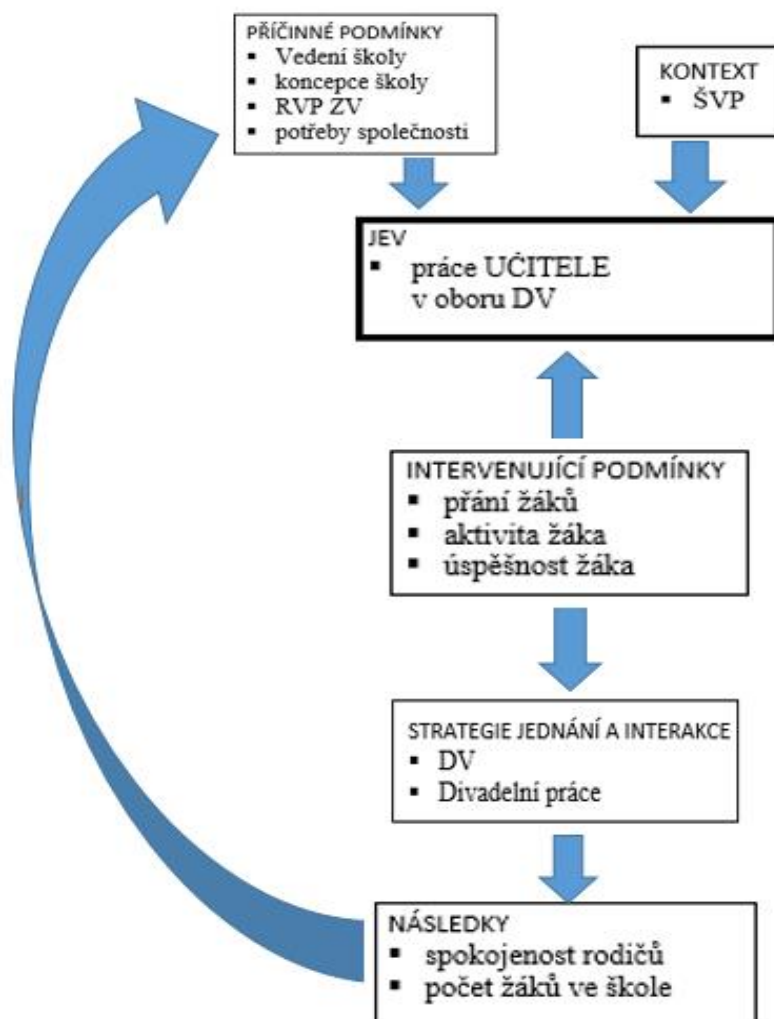 PŘÍČINNÉ PODMÍNKY
▪ Vedení školy
▪ koncepce školy
▪ RVP ZV
▪ potřeby společnosti
KONTEXT
▪ ŠVP
JEV
▪ práce UČITELE
v oboru DV
INTERVENUJÍCÍ PODMÍNKY
▪ přání žáků
▪ aktivita žáka
▪ úspěšnost žáka
STRATEGIE JEDNÁNÍ A INTERAKCE
▪ DV
▪ Divadelní práce
NÁSLEDKY
▪ spokojenost rodičů
▪ počet žáků ve škole